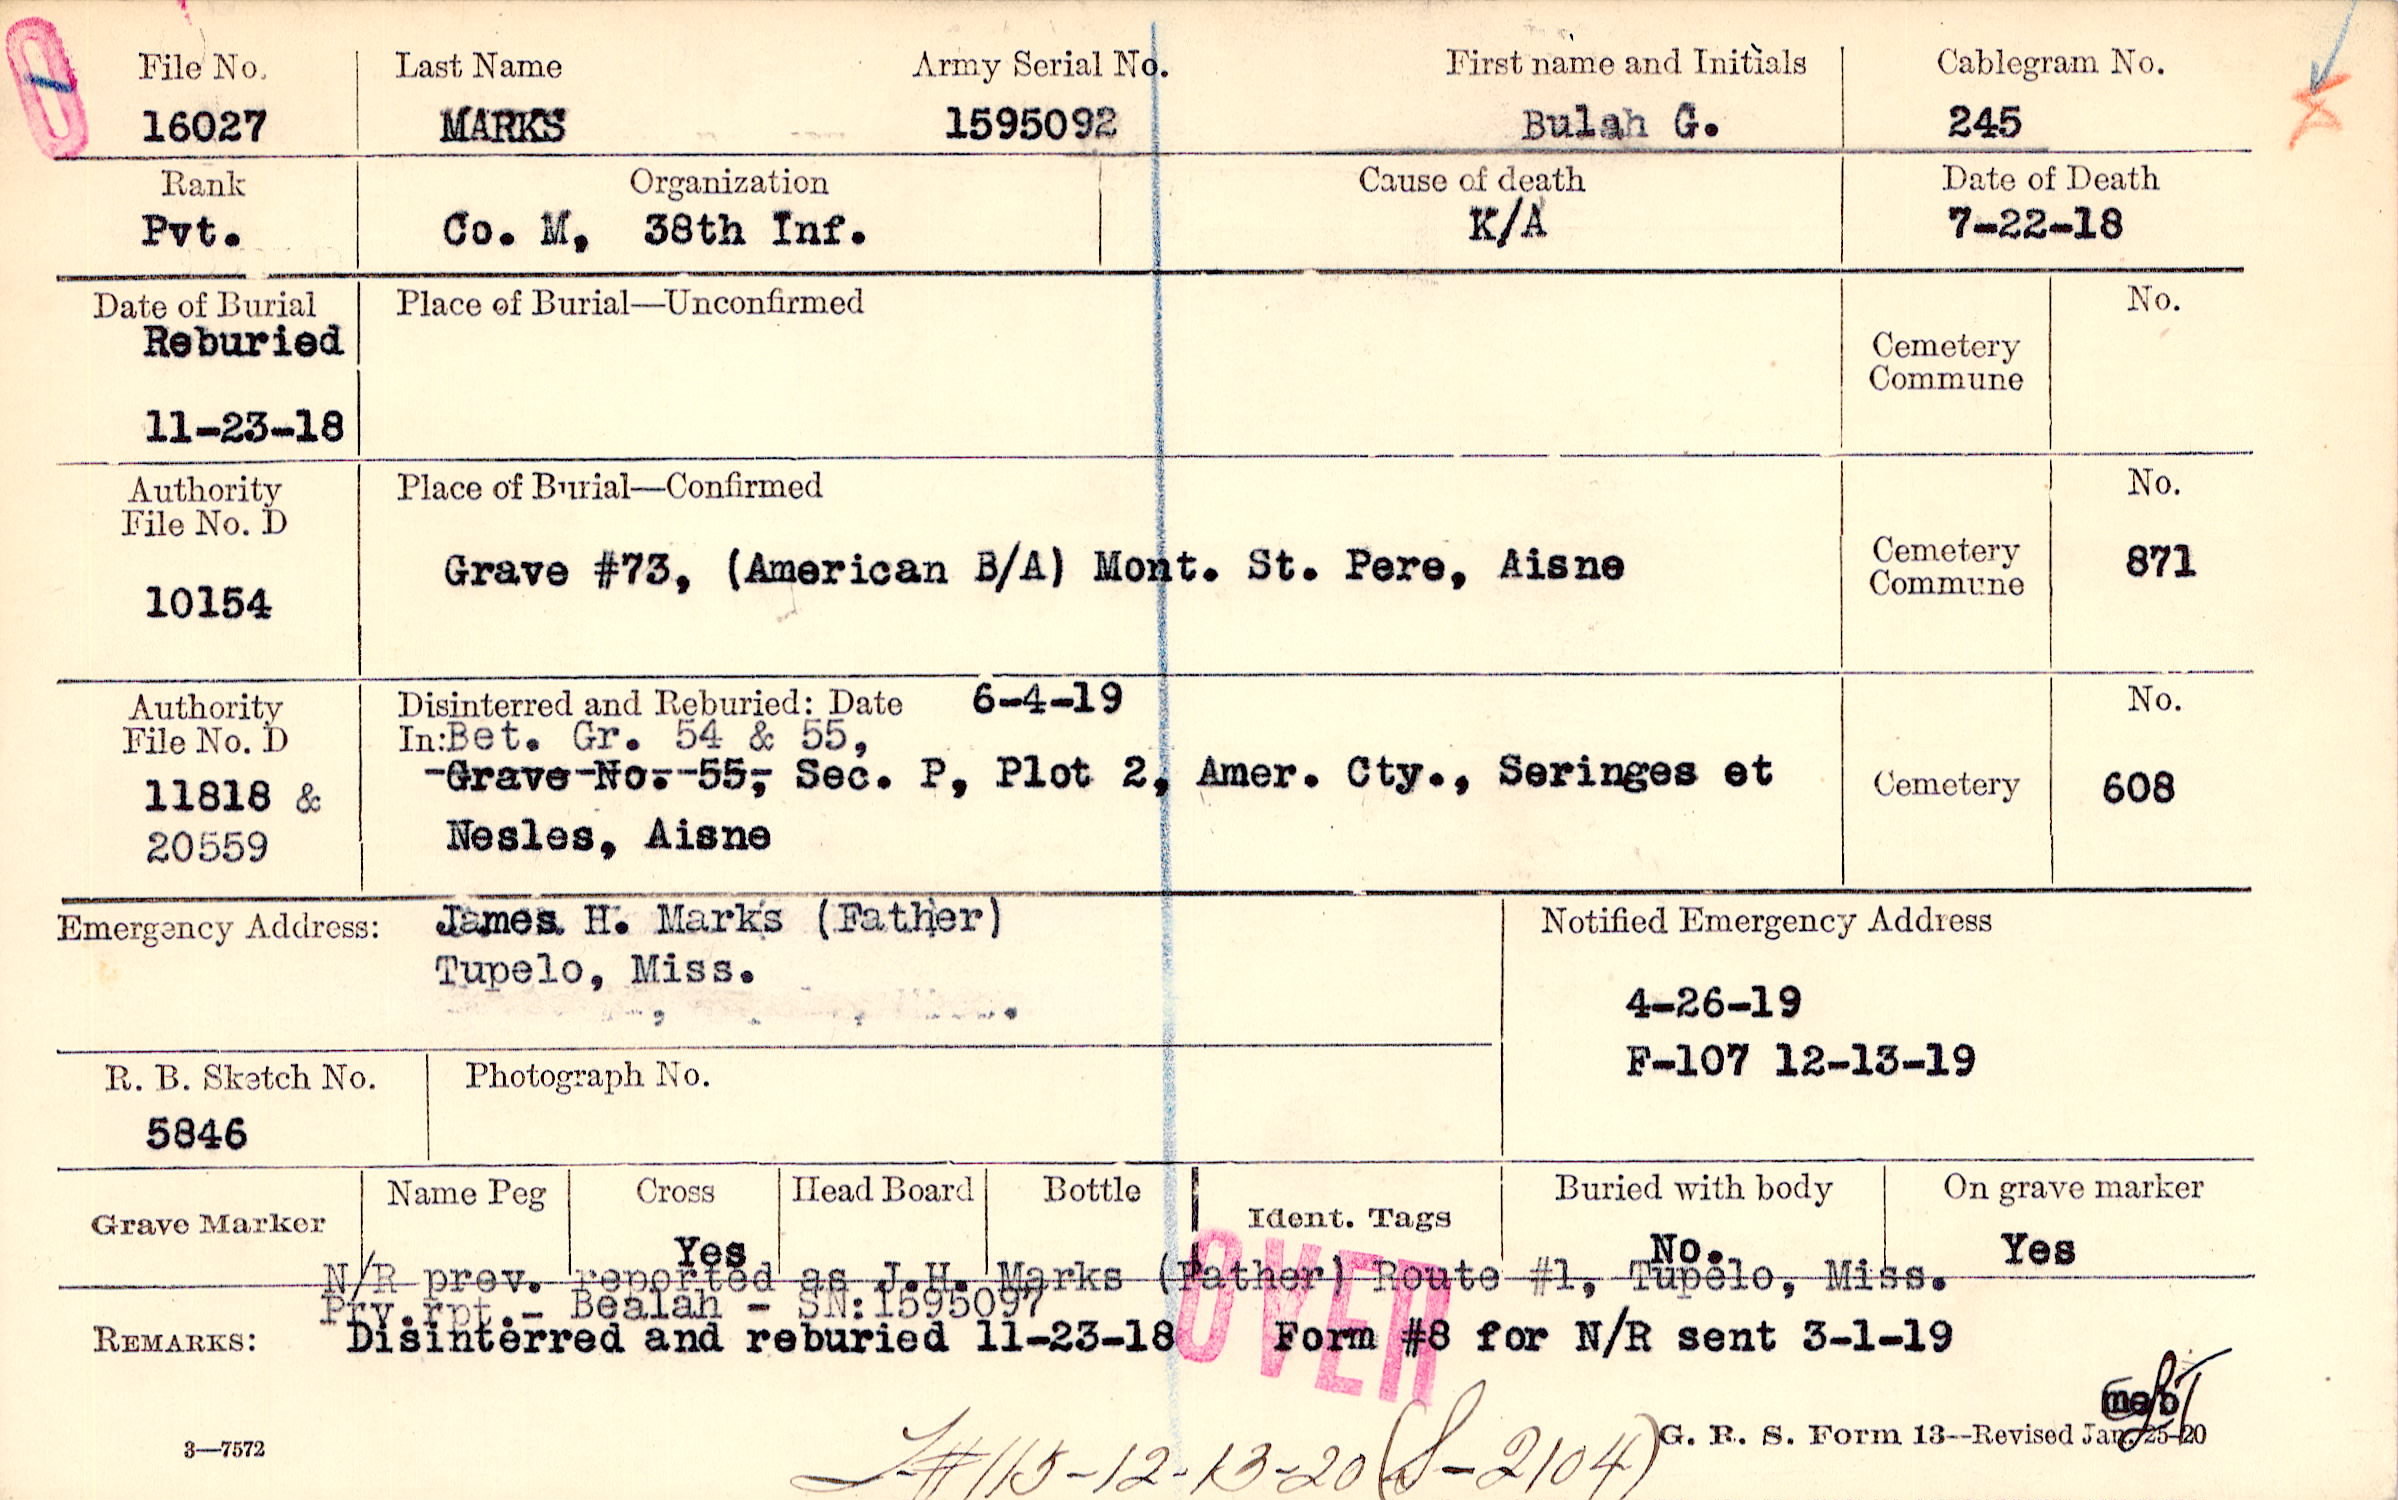 File No. Last Name Army Serial No. First name and Initials Cablegram No.
16027 MARKS 1595092 Bulah G. 245
Rank Organization Cause of death Date of Death
Pvt. Co. M, 38th Inf. K/A 7-22-18
Date of Burial Place of Burial—Unconfirmed No.
Reburied
Cemetery
Commune
11-23-18
Authority Place of Burial—Confirmed No.
File No. D
Grave #73, (American B/A) Mont. St. Pere, Aisne Cemetery 871
Commune
10154
Authority Disinterred and Reburied: Date 6-4-19 No.
File No. D In: Bet. Gr. 54 & 55,
11818 & Grave No. 55, Sec. P, Plot 2, Amer. Cty., Seringes et Cemetery 608
20559 Nesles, Aisne
Emergency Address: James H. Marks (Father) Notified Emergency Address
Tupelo, Miss.
4-26-19
F-107 12-13-19
R. B. Sketch No. Photograph No.
5846
Grave Marker Name Peg Cross Head Board Bottle Ident. Tags Buried with body On grave marker
Yes No. Yes
N/R prev. reported as J.H. Marks (Father) Route #1, Tupelo, Miss.
Prv.rpt.- Bealah - SN:1595097
REMARKS: Disinterred and reburied 11-23-18 Form #8 for N/R sent 3-1-19
OVER
meb
3—7572 G. R. S. Form 13—Revised Jan. 25-20
#115-12-13-20 (S-2104)